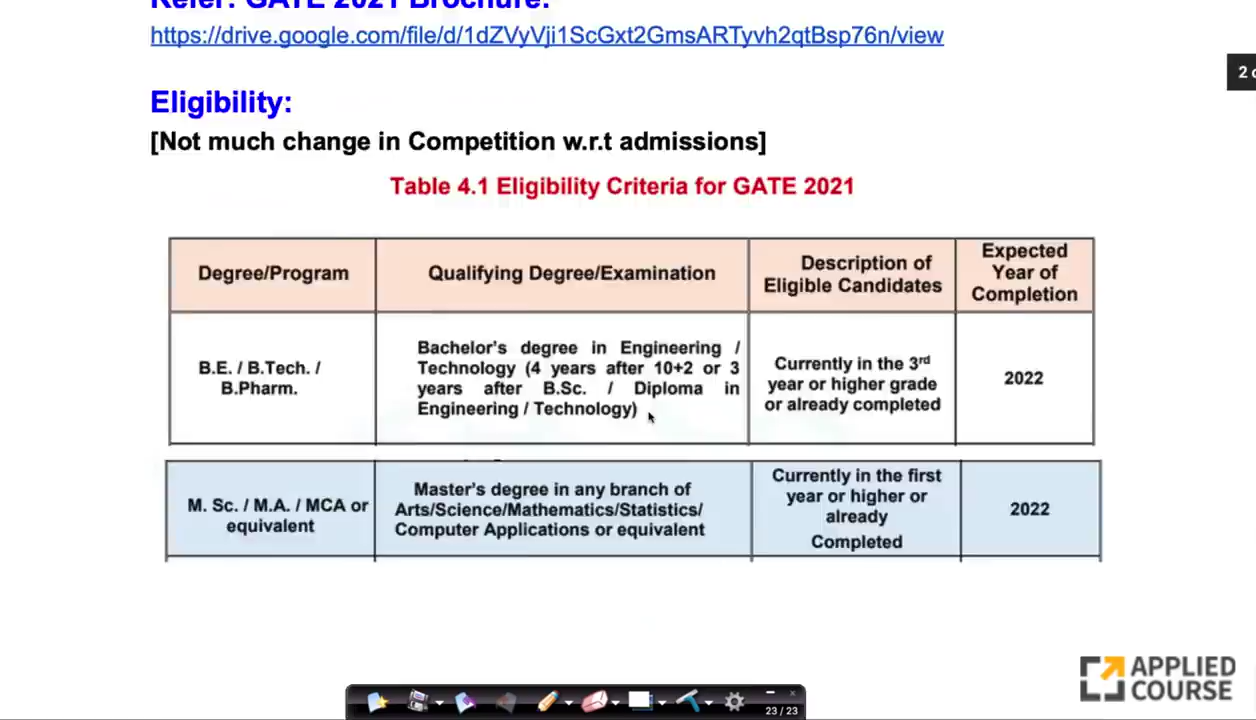 Refer: GATE 2021 Brochure:
https://drive.google.com/file/d/1dZVyVji1ScGxt2GmsARTyvh2qtBsp76n/view
2
Eligibility:
[Not much change in Competition w.r.t admissions]
Table 4.1 Eligibility Criteria for GATE 2021
Degree/Program
Qualifying Degree/Examination
Description of
Eligible Candidates
Expected
Year of
Completion
B.E. / B.Tech. /
B.Pharm.
Bachelor's degree in Engineering /
Technology (4 years after 10+2 or 3
years after B.Sc. / Diploma in
Engineering / Technology)
Currently in the 3rd
year or higher grade
or already completed
2022
M. Sc. / M.A. / MCA or
equivalent
Master's degree in any branch of
Arts/Science/Mathematics/Statistics/
Computer Applications or equivalent
Currently in the first
year or higher or
already
Completed
2022
APPLIED
COURSE
23 / 23